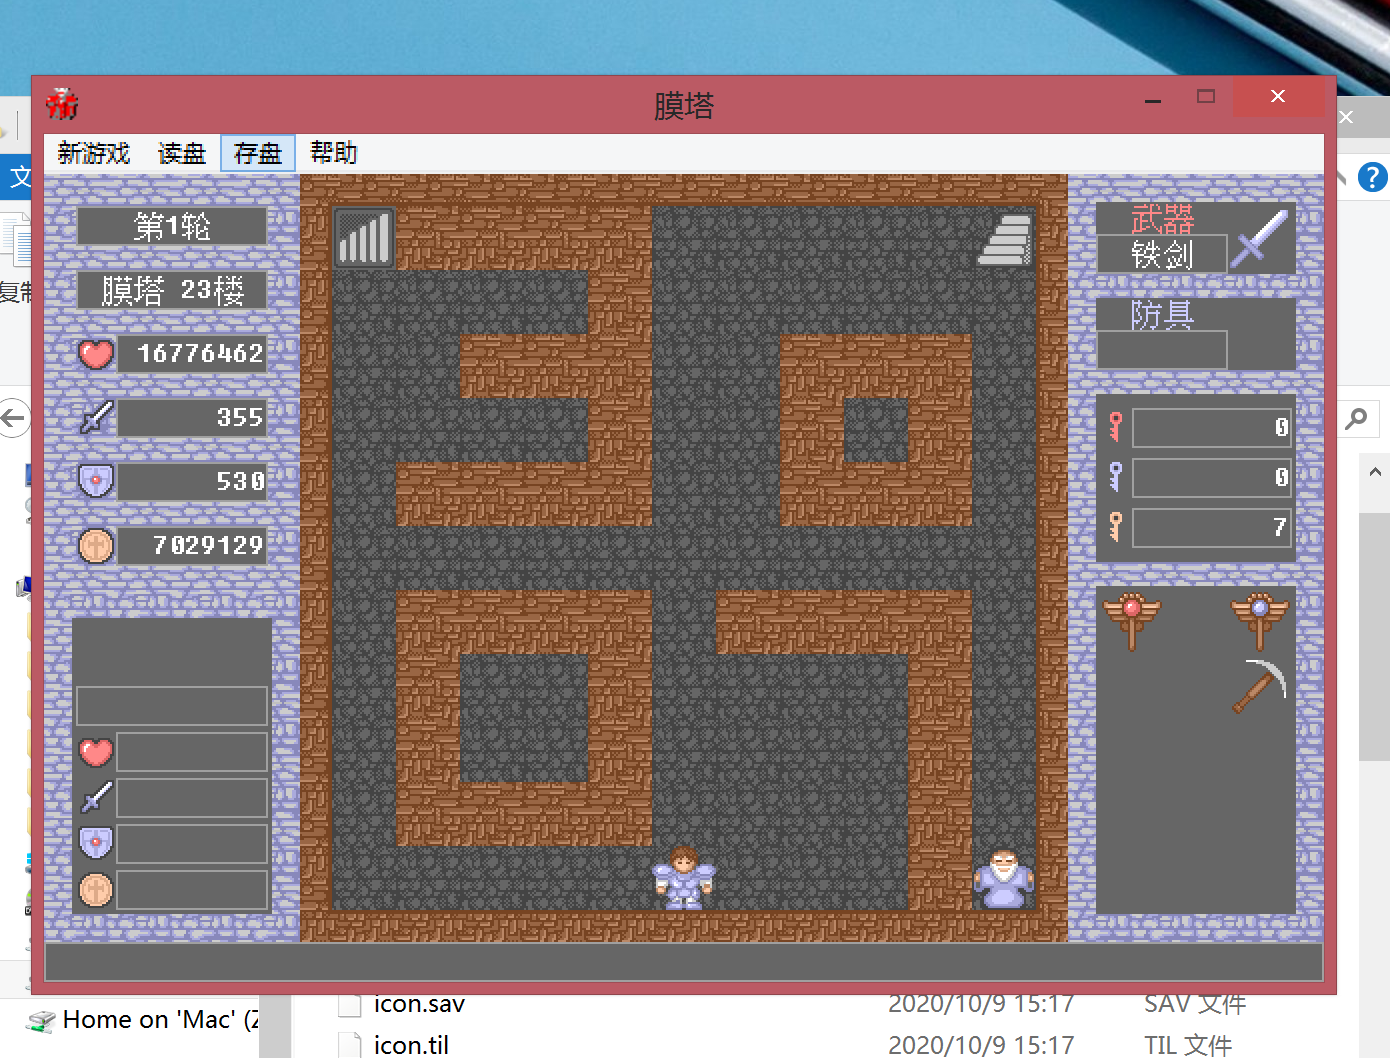 膜塔
新游戏 读盘 存盘 帮助
文
复制
第1轮
膜塔 23楼
16776462
355
530
7029129
武器
铁剑
防具
0
0
7
?
Home on 'Mac' (Z
icon.sav 2020/10/9 15:17 SAV 文件
icon.til 2020/10/9 15:17 TIL 文件